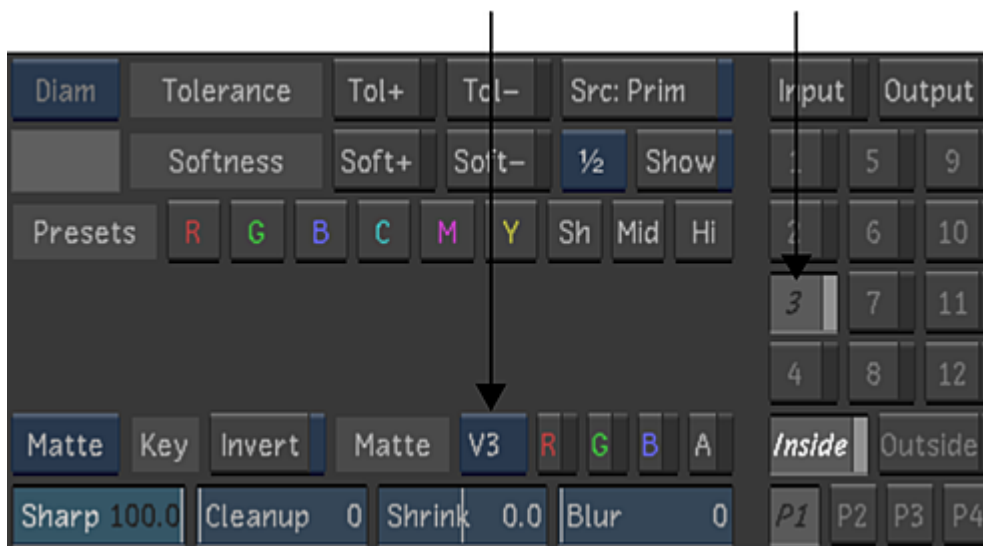 Diam Tolerance Tol+ Tol− Src: Prim Input Output
Softness Soft+ Soft− ½ Show 1 5 9
Presets R G B C M Y Sh Mid Hi 2 6 10
3 7 11
4 8 12
Matte Key Invert Matte V3 R G B A Inside Outside
Sharp 100.0 Cleanup 0 Shrink 0.0 Blur 0 P1 P2 P3 P4